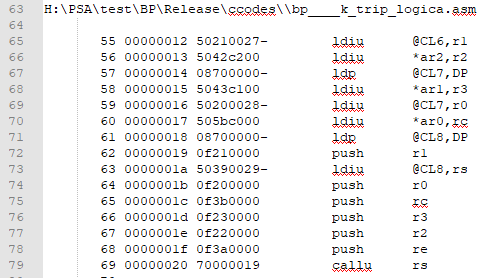 63 H:\PSA\test\BP\Release\ccodes\\bp____k_trip_logica.asm
64
65 55 00000012 50210027- ldiu @CL6,r1
66 56 00000013 5042c200 ldiu *ar2,r2
67 57 00000014 08700000- ldp @CL7,DP
68 58 00000015 5043c100 ldiu *ar1,r3
69 59 00000016 50200028- ldiu @CL7,r0
70 60 00000017 505bc000 ldiu *ar0,rc
71 61 00000018 08700000- ldp @CL8,DP
72 62 00000019 0f210000 push r1
73 63 0000001a 50390029- ldiu @CL8,rs
74 64 0000001b 0f200000 push r0
75 65 0000001c 0f3b0000 push rc
76 66 0000001d 0f230000 push r3
77 67 0000001e 0f220000 push r2
78 68 0000001f 0f3a0000 push re
79 69 00000020 70000019 callu rs